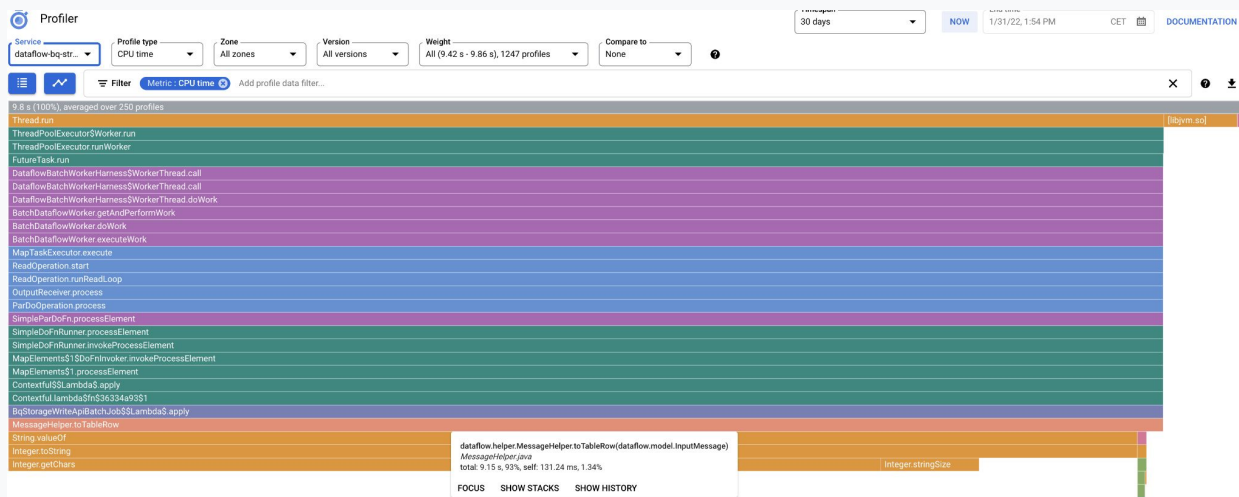 Profiler
Timespan
30 days
NOW
End time
1/31/22, 1:54 PM
CET
DOCUMENTATION
Service
dataflow-bq-str...
Profile type
CPU time
Zone
All zones
Version
All versions
Weight
All (9.42 s - 9.86 s), 1247 profiles
Compare to
None
Filter
Metric : CPU time
Add profile data filter...
9.8 s (100%), averaged over 250 profiles
Thread.run
[libjvm.so]
ThreadPoolExecutor$Worker.run
ThreadPoolExecutor.runWorker
FutureTask.run
DataflowBatchWorkerHarness$WorkerThread.call
DataflowBatchWorkerHarness$WorkerThread.call
DataflowBatchWorkerHarness$WorkerThread.doWork
BatchDataflowWorker.getAndPerformWork
BatchDataflowWorker.doWork
BatchDataflowWorker.executeWork
MapTaskExecutor.execute
ReadOperation.start
ReadOperation.runReadLoop
OutputReceiver.process
ParDoOperation.process
SimpleParDoFn.processElement
SimpleDoFnRunner.processElement
SimpleDoFnRunner.invokeProcessElement
MapElements$1$DoFnInvoker.invokeProcessElement
MapElements$1.processElement
Contextful$$Lambda$.apply
Contextful.lambda$fn$36334a93$1
BqStorageWriteApiBatchJob$$Lambda$.apply
MessageHelper.toTableRow
String.valueOf
Integer.toString
Integer.getChars
Integer.stringSize
dataflow.helper.MessageHelper.toTableRow(dataflow.model.InputMessage)
MessageHelper.java
total: 9.15 s, 93%, self: 131.24 ms, 1.34%
FOCUS
SHOW STACKS
SHOW HISTORY